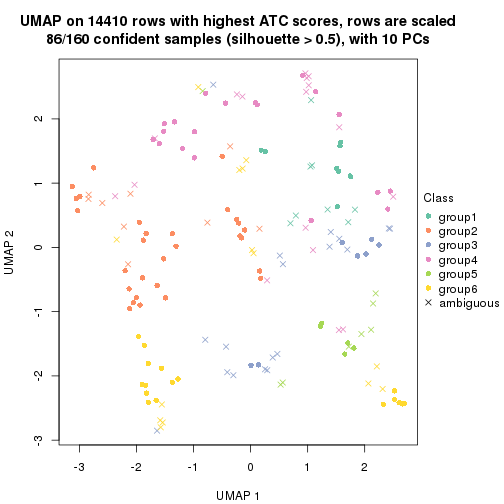 UMAP on 14410 rows with highest ATC scores, rows are scaled
86/160 confident samples (silhouette > 0.5), with 10 PCs
UMAP 2
2
1
0
-1
-2
-3
-3
-2
-1
0
1
2
UMAP 1
Class
group1
group2
group3
group4
group5
group6
ambiguous